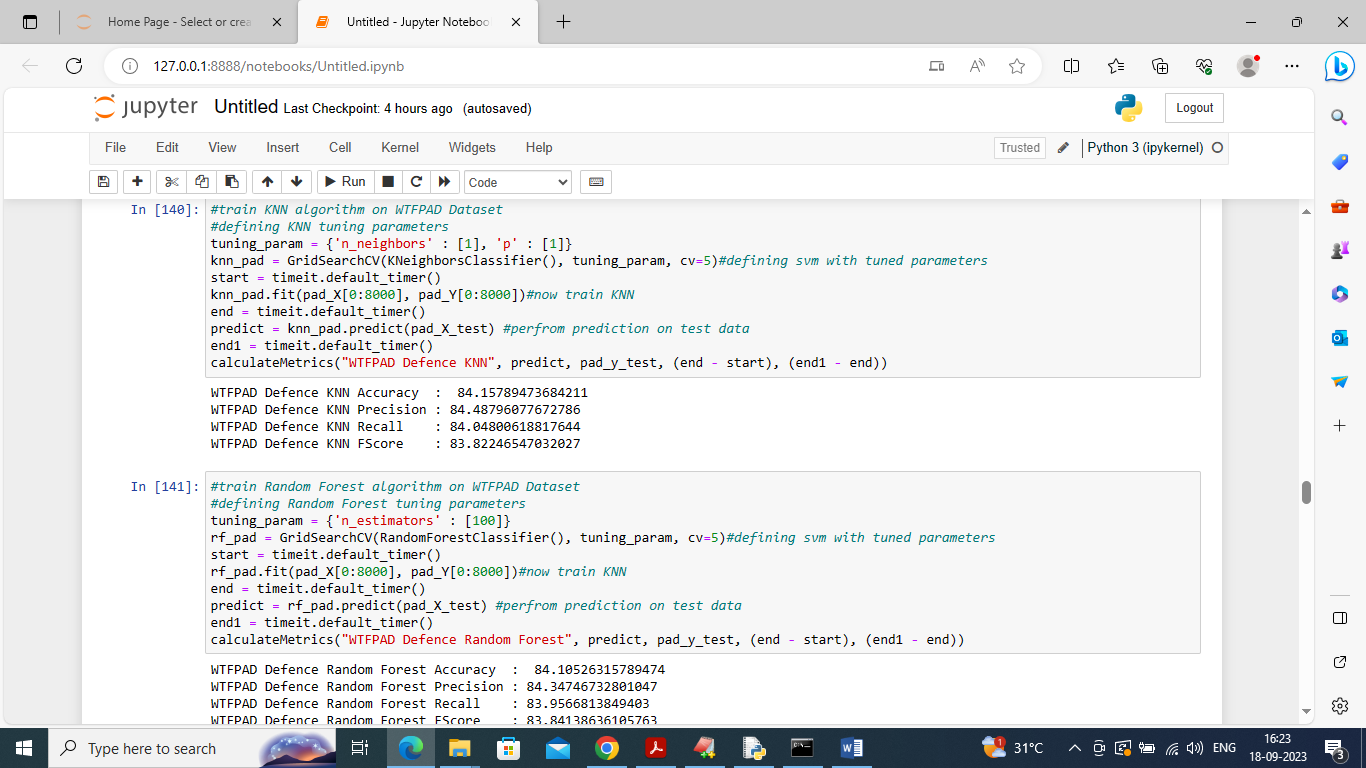 Home Page - Select or crea
Untitled - Jupyter Noteboo
127.0.0.1:8888/notebooks/Untitled.ipynb
jupyter Untitled Last Checkpoint: 4 hours ago (autosaved)
Logout
File Edit View Insert Cell Kernel Widgets Help
Trusted
Python 3 (ipykernel)
Run
Code
In [140]:
#train KNN algorithm on WTFPAD Dataset
#defining KNN tuning parameters
tuning_param = {'n_neighbors' : [1], 'p' : [1]}
knn_pad = GridSearchCV(KNeighborsClassifier(), tuning_param, cv=5)#defining svm with tuned parameters
start = timeit.default_timer()
knn_pad.fit(pad_X[0:8000], pad_Y[0:8000])#now train KNN
end = timeit.default_timer()
predict = knn_pad.predict(pad_X_test) #perfrom prediction on test data
end1 = timeit.default_timer()
calculateMetrics("WTFPAD Defence KNN", predict, pad_y_test, (end - start), (end1 - end))
WTFPAD Defence KNN Accuracy  :  84.15789473684211
WTFPAD Defence KNN Precision : 84.48796077672786
WTFPAD Defence KNN Recall    : 84.04800618817644
WTFPAD Defence KNN FScore    : 83.82246547032027
In [141]:
#train Random Forest algorithm on WTFPAD Dataset
#defining Random Forest tuning parameters
tuning_param = {'n_estimators' : [100]}
rf_pad = GridSearchCV(RandomForestClassifier(), tuning_param, cv=5)#defining svm with tuned parameters
start = timeit.default_timer()
rf_pad.fit(pad_X[0:8000], pad_Y[0:8000])#now train KNN
end = timeit.default_timer()
predict = rf_pad.predict(pad_X_test) #perfrom prediction on test data
end1 = timeit.default_timer()
calculateMetrics("WTFPAD Defence Random Forest", predict, pad_y_test, (end - start), (end1 - end))
WTFPAD Defence Random Forest Accuracy  :  84.10526315789474
WTFPAD Defence Random Forest Precision : 84.34746732801047
WTFPAD Defence Random Forest Recall    : 83.9566813849403
WTFPAD Defence Random Forest FScore    : 83.84138636105763
Type here to search
1
31°C
ENG
16:23
18-09-2023
3